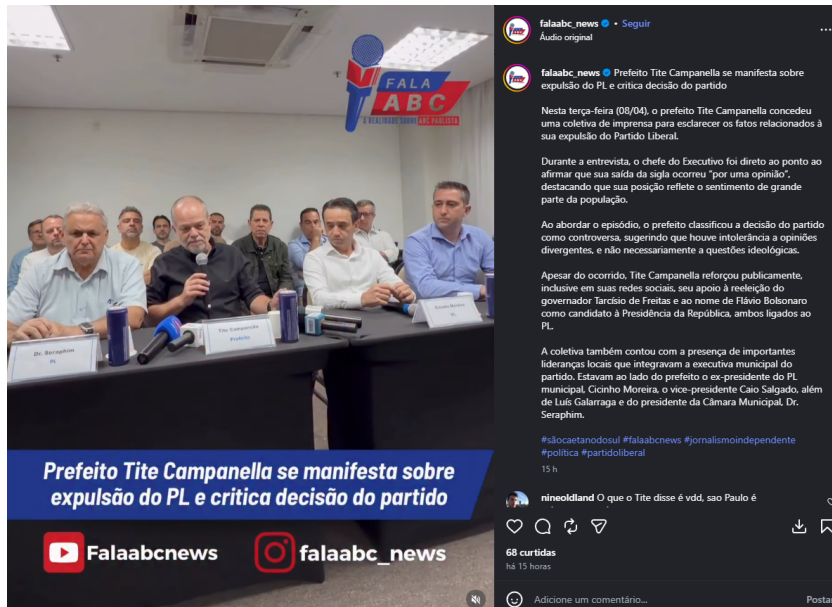 FALA
ABC
A REALIDADE SOBRE O ABC PAULISTA
Dr. Seraphim
PL
Tite Campanella
Prefeito
PL
Prefeito Tite Campanella se manifesta sobre
expulsão do PL e critica decisão do partido
Falaabcnews
falaabc_news
falaabc_news • Seguir
Áudio original
falaabc_news Prefeito Tite Campanella se manifesta sobre
expulsão do PL e critica decisão do partido
Nesta terça-feira (08/04), o prefeito Tite Campanella concedeu
uma coletiva de imprensa para esclarecer os fatos relacionados à
sua expulsão do Partido Liberal.
Durante a entrevista, o chefe do Executivo foi direto ao ponto ao
afirmar que sua saída da sigla ocorreu “por uma opinião”,
destacando que sua posição reflete o sentimento de grande
parte da população.
Ao abordar o episódio, o prefeito classificou a decisão do partido
como controversa, sugerindo que houve intolerância a opiniões
divergentes, e não necessariamente a questões ideológicas.
Apesar do ocorrido, Tite Campanella reforçou publicamente,
inclusive em suas redes sociais, seu apoio à reeleição do
governador Tarcísio de Freitas e ao nome de Flávio Bolsonaro
como candidato à Presidência da República, ambos ligados ao
PL.
A coletiva também contou com a presença de importantes
lideranças locais que integravam a executiva municipal do
partido. Estavam ao lado do prefeito o ex-presidente do PL
municipal, Cicinho Moreira, o vice-presidente Caio Salgado, além
de Luís Galarraga e do presidente da Câmara Municipal, Dr.
Seraphim.
#sãocaetanodosul #falaabcnews #jornalismoindependente
#política #partidoliberal
15 h
nineoldland O que o Tite disse é vdd, sao Paulo é
68 curtidas
há 15 horas
Adicione um comentário...
Postar